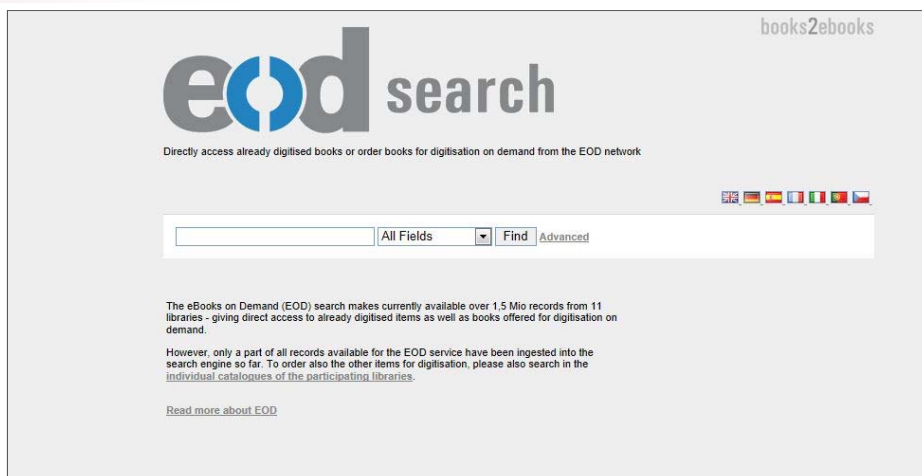 books2ebooks
eod search
Directly access already digitised books or order books for digitisation on demand from the EOD network
All Fields Find Advanced
The eBooks on Demand (EOD) search makes currently available over 1,5 Mio records from 11
libraries - giving direct access to already digitised items as well as books offered for digitisation on
demand.
However, only a part of all records available for the EOD service have been ingested into the
search engine so far. To order also the other items for digitisation, please also search in the
individual catalogues of the participating libraries.
Read more about EOD